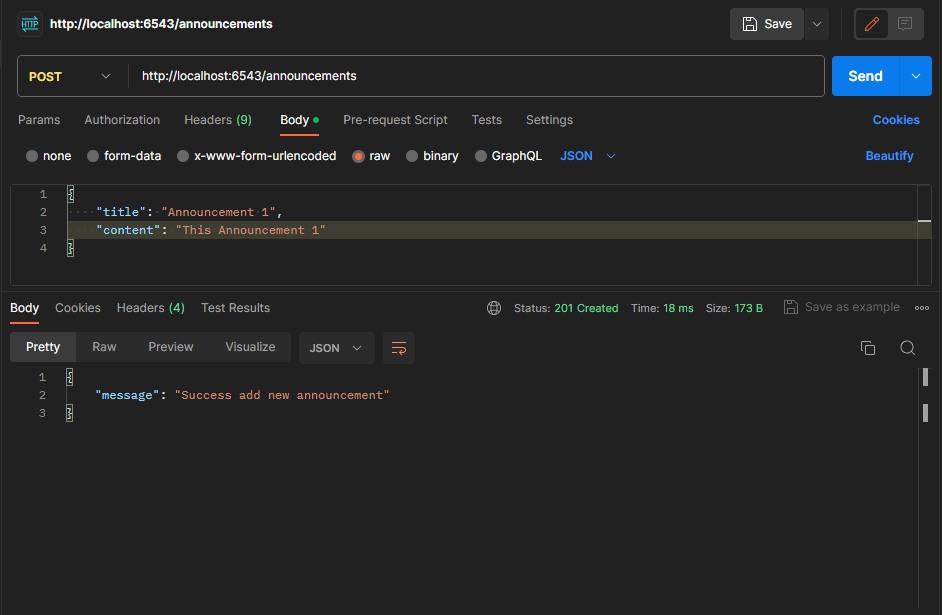 HTTP http://localhost:6543/announcements Save
POST http://localhost:6543/announcements Send
Params Authorization Headers (9) Body Pre-request Script Tests Settings Cookies
none form-data x-www-form-urlencoded raw binary GraphQL JSON Beautify
1 {
2 "title": "Announcement 1",
3 "content": "This Announcement 1"
4 }
Body Cookies Headers (4) Test Results Status: 201 Created Time: 18 ms Size: 173 B Save as example
Pretty Raw Preview Visualize JSON
1 {
2 "message": "Success add new announcement"
3 }